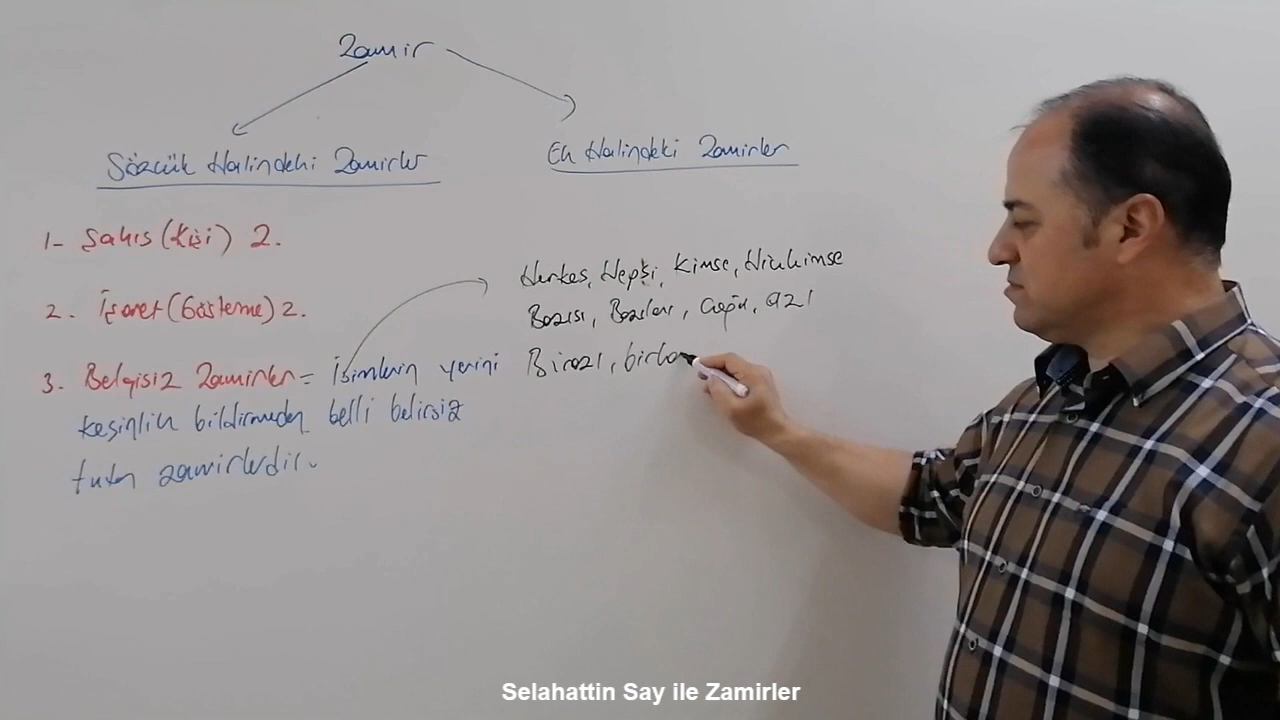 Zamir
Sözcük Halindeki Zamirler
Ek Halindeki Zamirler
1- Şahıs (Kişi) Z.
2. İşaret (Gösterme) Z.
3. Belgisiz Zamirler = İsimlerin yerini
kesinlik bildirmeden belli belirsiz
tutan zamirlerdir.
Herkes, Hepsi, Kimse, Hiçkimse
Bazısı, Bazıları, Çoğu, azı
Birazı, birka
Selahattin Say ile Zamirler